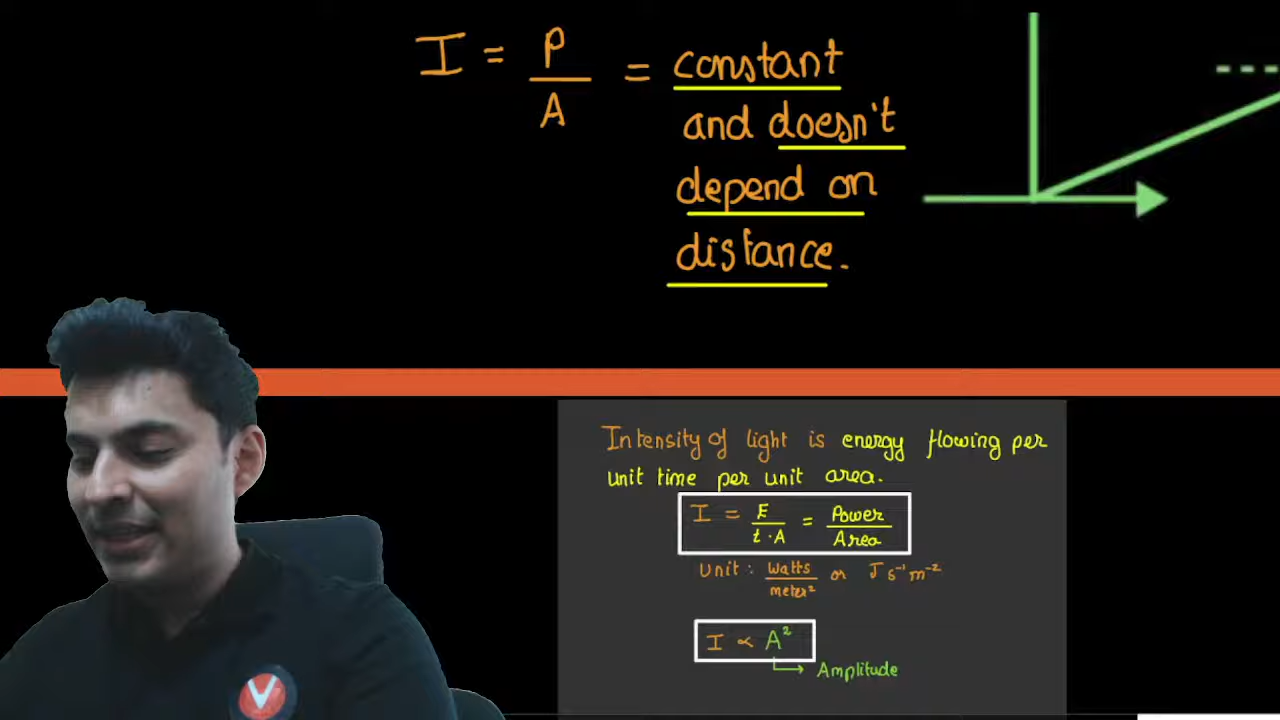 I = P/A = constant
and doesn't
depend on
distance.
Intensity of light is energy flowing per
unit time per unit area.
I = E/t·A = Power/Area
Unit: Watts/meter² or J s⁻¹ m⁻²
I ∝ A²
Amplitude
V